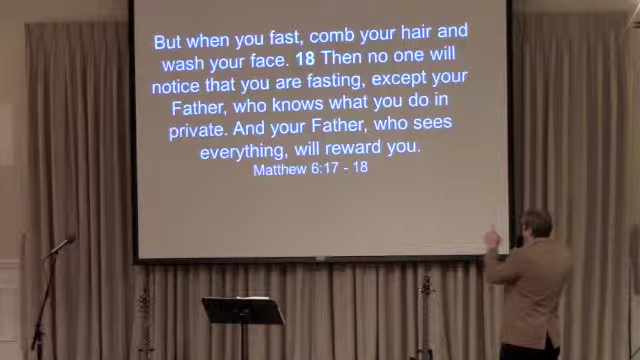 But when you fast, comb your hair and
wash your face. 18 Then no one will
notice that you are fasting, except your
Father, who knows what you do in
private. And your Father, who sees
everything, will reward you.
Matthew 6:17 - 18